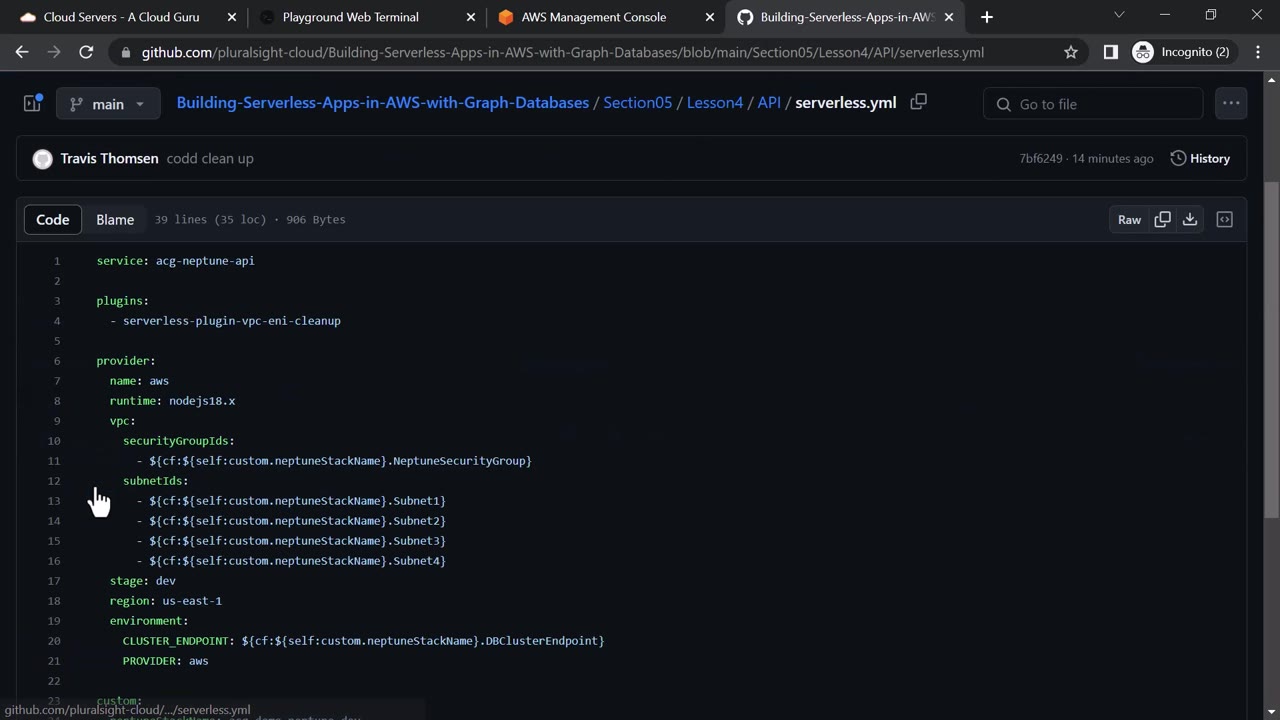 Cloud Servers - A Cloud Guru
Playground Web Terminal
AWS Management Console
Building-Serverless-Apps-in-AWS
github.com/pluralsight-cloud/Building-Serverless-Apps-in-AWS-with-Graph-Databases/blob/main/Section05/Lesson4/API/serverless.yml
Incognito (2)
main
Building-Serverless-Apps-in-AWS-with-Graph-Databases / Section05 / Lesson4 / API / serverless.yml
Go to file
Travis Thomsen codd clean up
7bf6249 · 14 minutes ago
History
Code
Blame
39 lines (35 loc) · 906 Bytes
Raw
1 service: acg-neptune-api
2
3 plugins:
4 - serverless-plugin-vpc-eni-cleanup
5
6 provider:
7 name: aws
8 runtime: nodejs18.x
9 vpc:
10 securityGroupIds:
11 - ${cf:${self:custom.neptuneStackName}.NeptuneSecurityGroup}
12 subnetIds:
13 - ${cf:${self:custom.neptuneStackName}.Subnet1}
14 - ${cf:${self:custom.neptuneStackName}.Subnet2}
15 - ${cf:${self:custom.neptuneStackName}.Subnet3}
16 - ${cf:${self:custom.neptuneStackName}.Subnet4}
17 stage: dev
18 region: us-east-1
19 environment:
20 CLUSTER_ENDPOINT: ${cf:${self:custom.neptuneStackName}.DBClusterEndpoint}
21 PROVIDER: aws
22
23 custom:
github.com/pluralsight-cloud/.../serverless.yml